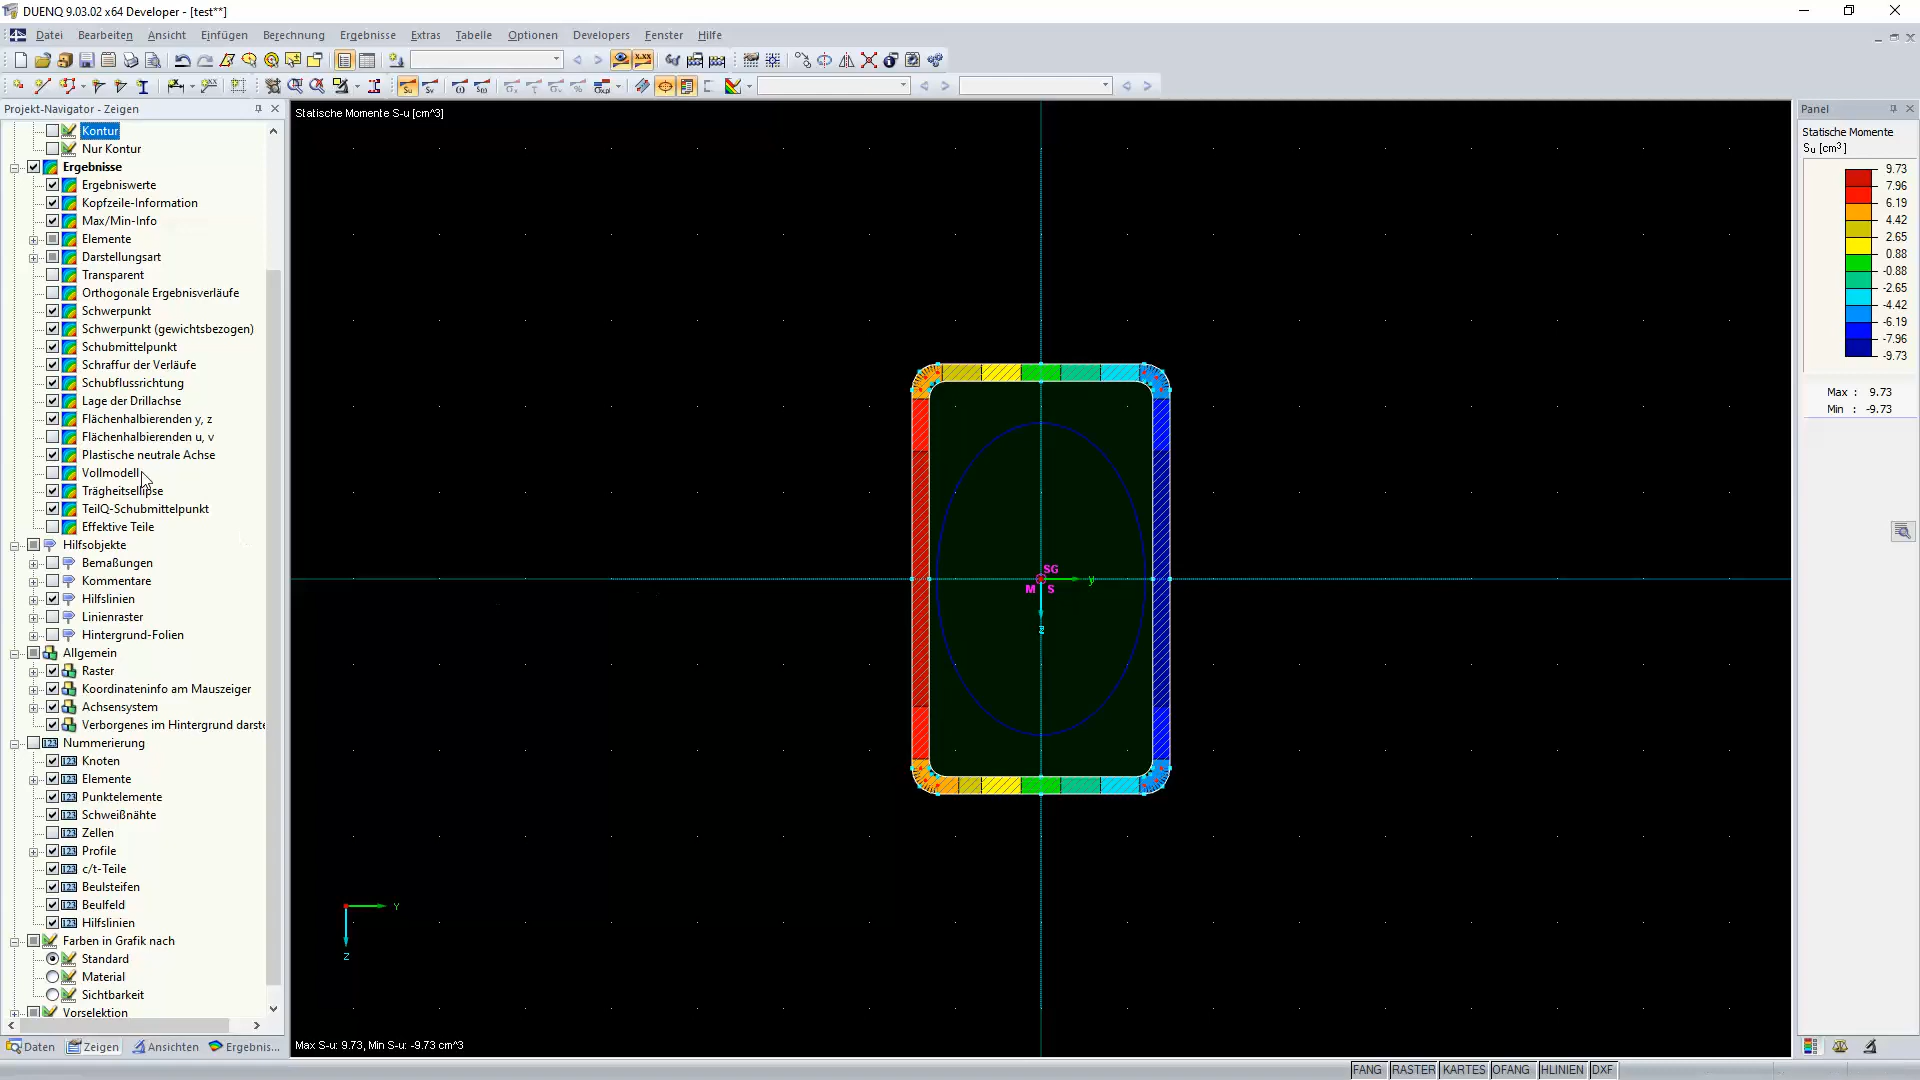 DUENQ 9.03.02 x64 Developer - [test**]
Datei Bearbeiten Ansicht Einfügen Berechnung Ergebnisse Extras Tabelle Optionen Developers Fenster Hilfe
Projekt-Navigator - Zeigen
Kontur
Nur Kontur
Ergebnisse
Ergebniswerte
Kopfzeile-Information
Max/Min-Info
Elemente
Darstellungsart
Transparent
Orthogonale Ergebnisverläufe
Schwerpunkt
Schwerpunkt (gewichtsbezogen)
Schubmittelpunkt
Schraffur der Verläufe
Schubflussrichtung
Lage der Drillachse
Flächenhalbierenden y, z
Flächenhalbierenden u, v
Plastische neutrale Achse
Vollmodell
Trägheitsellipse
TeilQ-Schubmittelpunkt
Effektive Teile
Hilfsobjekte
Bemaßungen
Kommentare
Hilfslinien
Linienraster
Hintergrund-Folien
Allgemein
Raster
Koordinateninfo am Mauszeiger
Achsensystem
Verborgenes im Hintergrund darste
Nummerierung
Knoten
Elemente
Punktelemente
Schweißnähte
Zellen
Profile
c/t-Teile
Beulsteifen
Beulfeld
Hilfslinien
Farben in Grafik nach
Standard
Material
Sichtbarkeit
Vorselektion
Daten Zeigen Ansichten Ergebnis...
Statische Momente S-u [cm^3]
SG
y
M S
z
Y
Z
Max S-u: 9.73, Min S-u: -9.73 cm^3
Panel
Statische Momente
Su [cm³]
9.73
7.96
6.19
4.42
2.65
0.88
-0.88
-2.65
-4.42
-6.19
-7.96
-9.73
Max : 9.73
Min : -9.73
FANG RASTER KARTES OFANG HLINIEN DXF